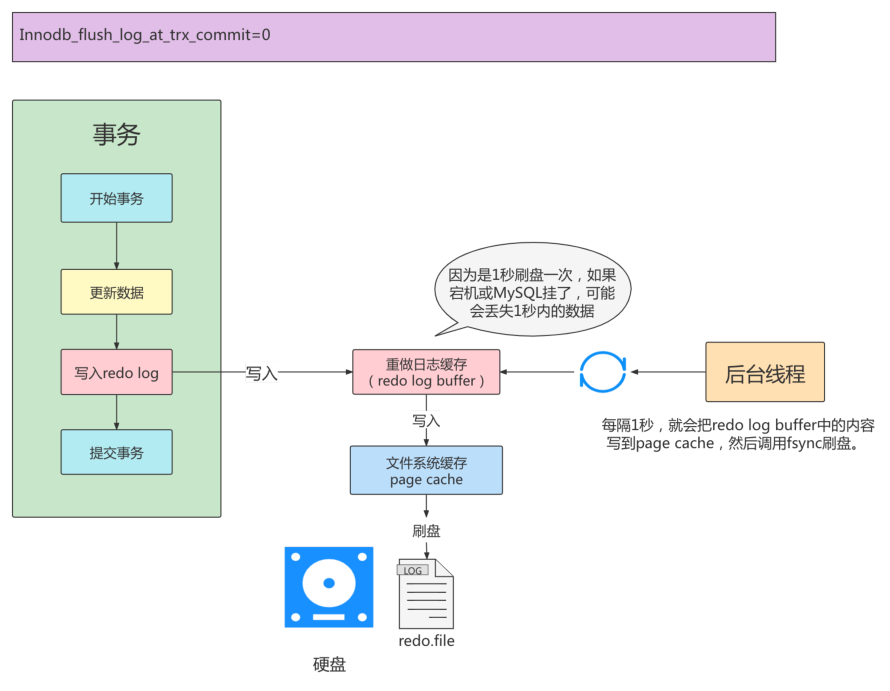 Innodb_flush_log_at_trx_commit=0
事务
开始事务
更新数据
写入redo log
提交事务
写入
因为是1秒刷盘一次，如果
宕机或MySQL挂了，可能
会丢失1秒内的数据
重做日志缓存
（redo log buffer）
写入
文件系统缓存
page cache
刷盘
LOG
redo.file
硬盘
后台线程
每隔1秒，就会把redo log buffer中的内容
写到page cache，然后调用fsync刷盘。